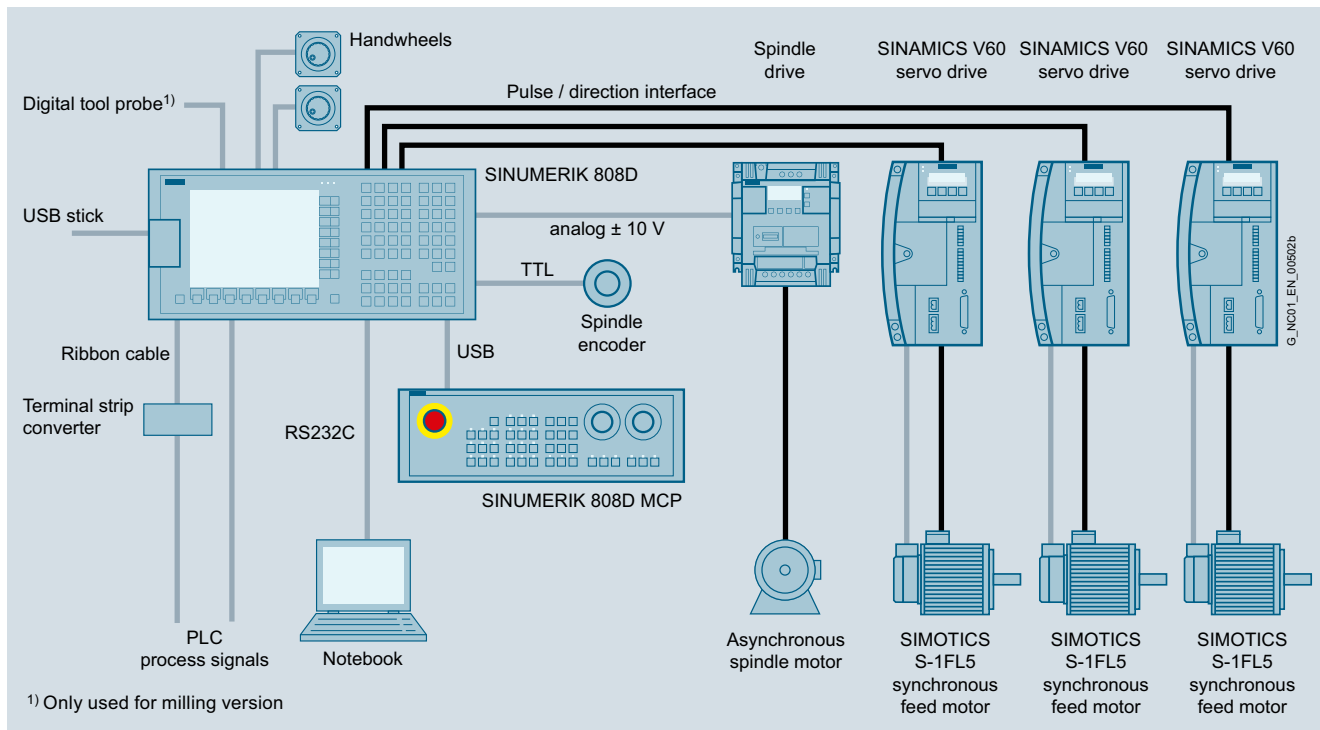 Handwheels
Spindle
drive
SINAMICS V60
servo drive
SINAMICS V60
servo drive
SINAMICS V60
servo drive
Digital tool probe1)
Pulse / direction interface
SINUMERIK 808D
USB stick
analog ± 10 V
TTL
Spindle
encoder
G_NC01_EN_00502b
Ribbon cable
USB
Terminal strip
converter
RS232C
SINUMERIK 808D MCP
PLC
process signals
Notebook
Asynchronous
spindle motor
SIMOTICS
S-1FL5
synchronous
feed motor
SIMOTICS
S-1FL5
synchronous
feed motor
SIMOTICS
S-1FL5
synchronous
feed motor
1) Only used for milling version